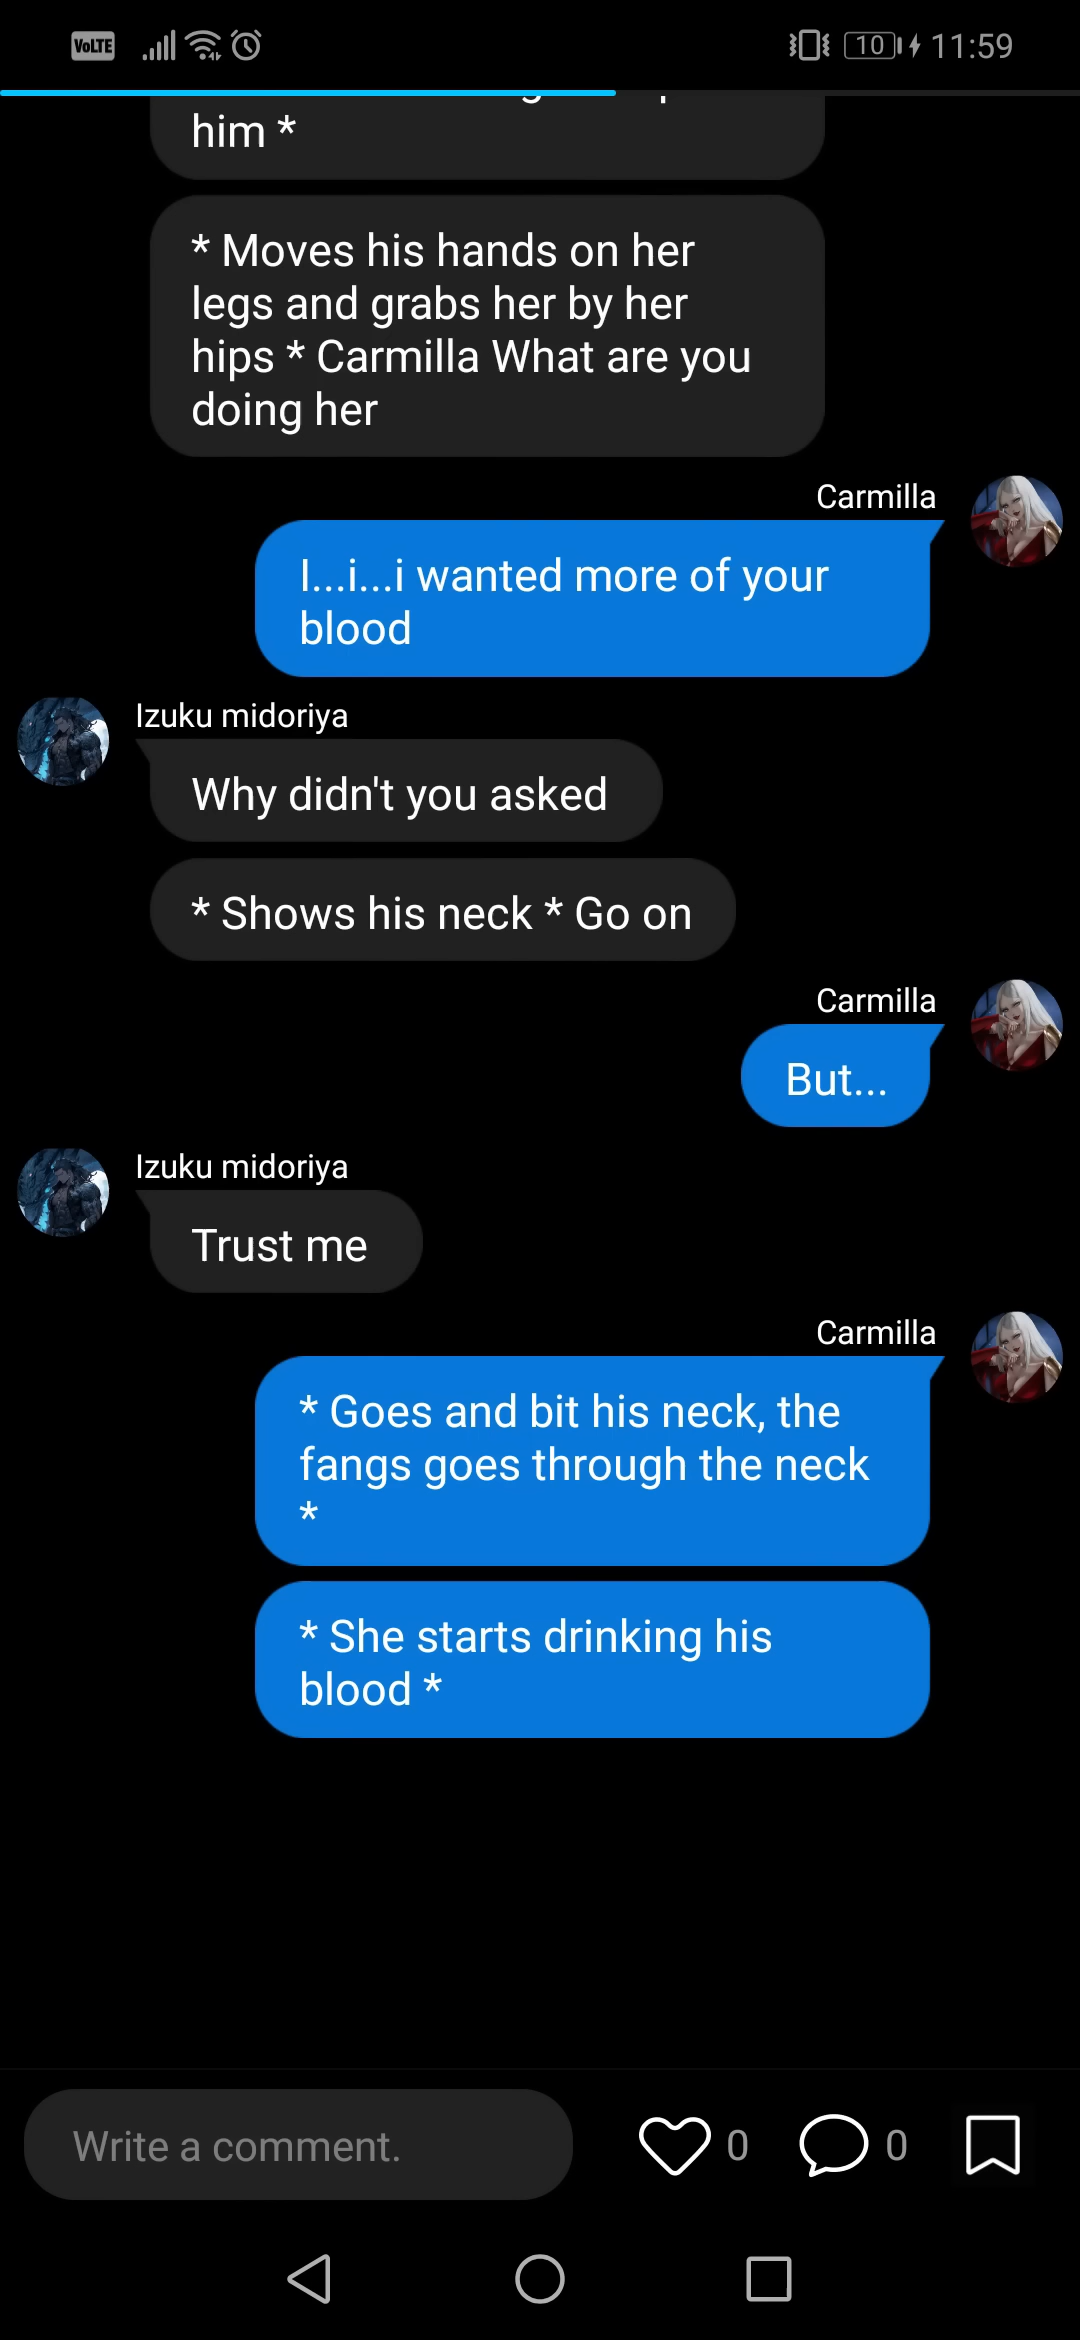 VoLTE
10
11:59
him *
* Moves his hands on her
legs and grabs her by her
hips * Carmilla What are you
doing her
Carmilla
I...i...i wanted more of your
blood
Izuku midoriya
Why didn't you asked
* Shows his neck * Go on
Carmilla
But...
Izuku midoriya
Trust me
Carmilla
* Goes and bit his neck, the
fangs goes through the neck
*
* She starts drinking his
blood *
Write a comment.
0
0